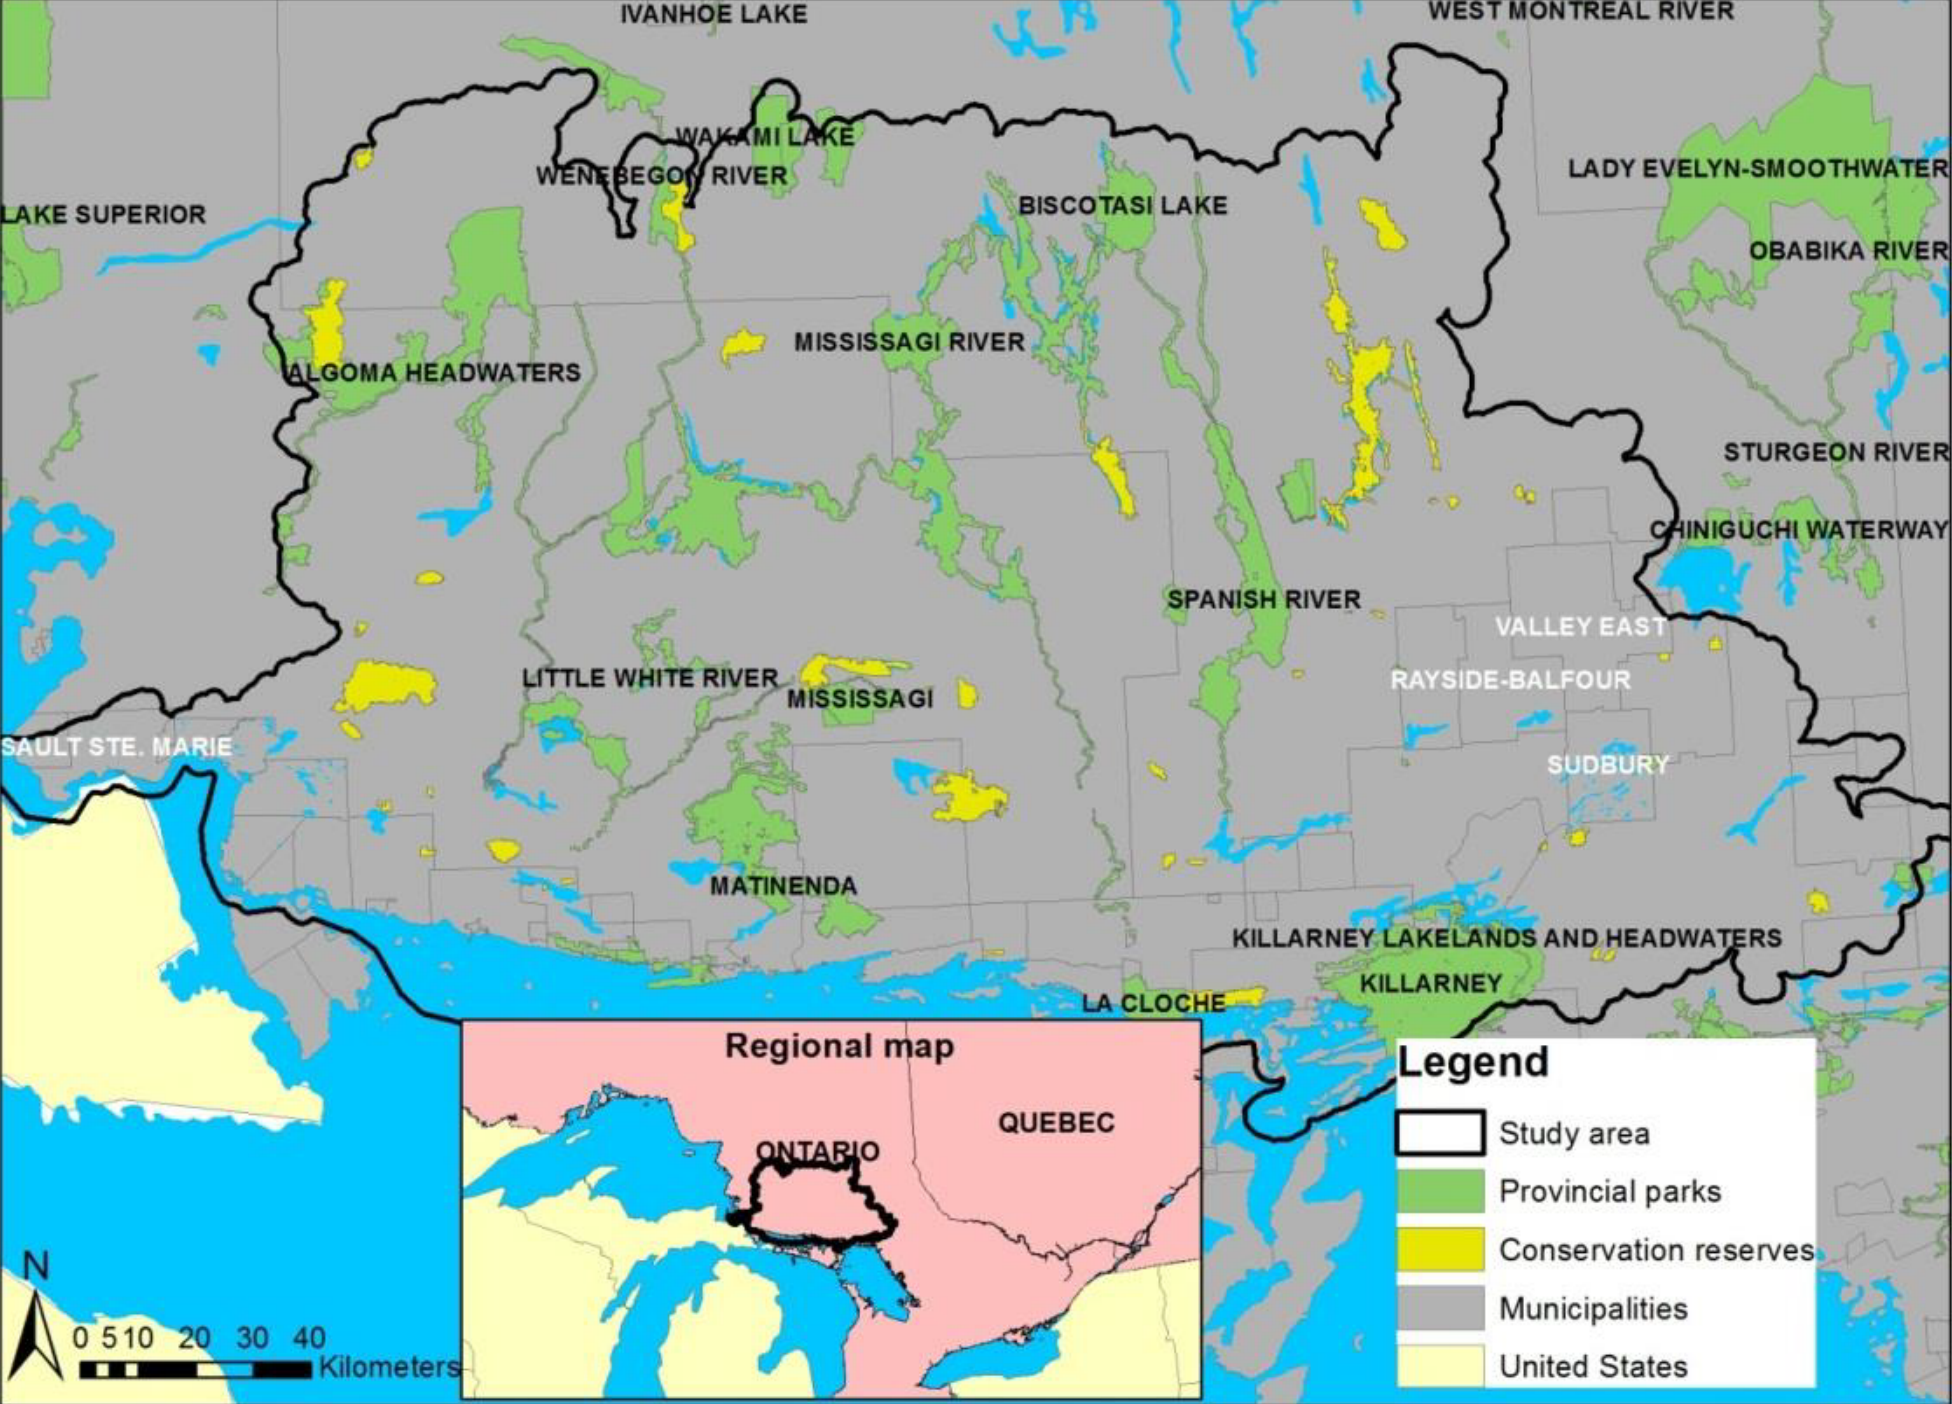 IVANHOE LAKE
WEST MONTREAL RIVER
WAKAMI LAKE
WENEBEGON RIVER
LADY EVELYN-SMOOTHWATER
LAKE SUPERIOR
BISCOTASI LAKE
OBABIKA RIVER
MISSISSAGI RIVER
ALGOMA HEADWATERS
STURGEON RIVER
CHINIGUCHI WATERWAY
SPANISH RIVER
VALLEY EAST
LITTLE WHITE RIVER
RAYSIDE-BALFOUR
MISSISSAGI
SAULT STE. MARIE
SUDBURY
MATINENDA
KILLARNEY LAKELANDS AND HEADWATERS
KILLARNEY
LA CLOCHE
Regional map
QUEBEC
ONTARIO
Legend
Study area
Provincial parks
Conservation reserves
Municipalities
United States
N
0 5 10 20 30 40
Kilometers